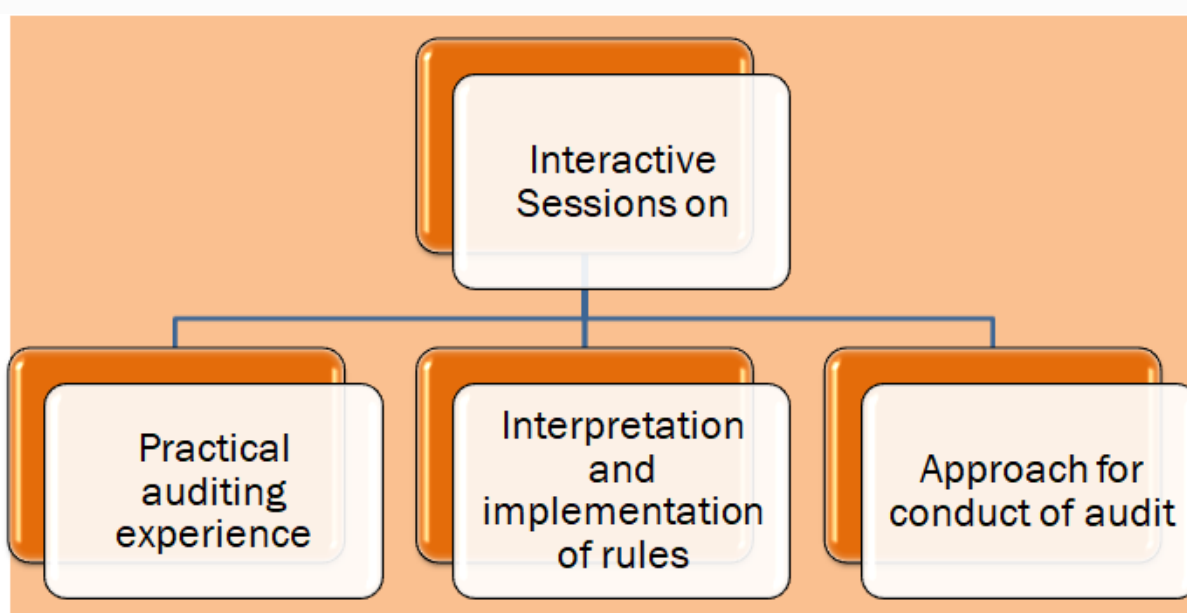 Interactive
Sessions on
Practical
auditing
experience
Interpretation
and
implementation
of rules
Approach for
conduct of audit